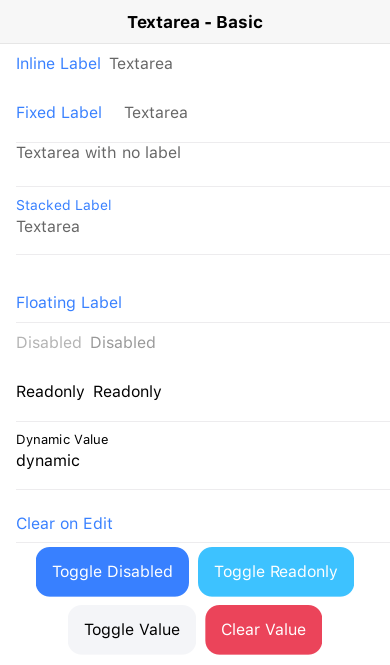 Textarea - Basic
Inline Label Textarea
Fixed Label Textarea
Textarea with no label
Stacked Label
Textarea
Floating Label
Disabled Disabled
Readonly Readonly
Dynamic Value
dynamic
Clear on Edit
Toggle Disabled Toggle Readonly
Toggle Value Clear Value